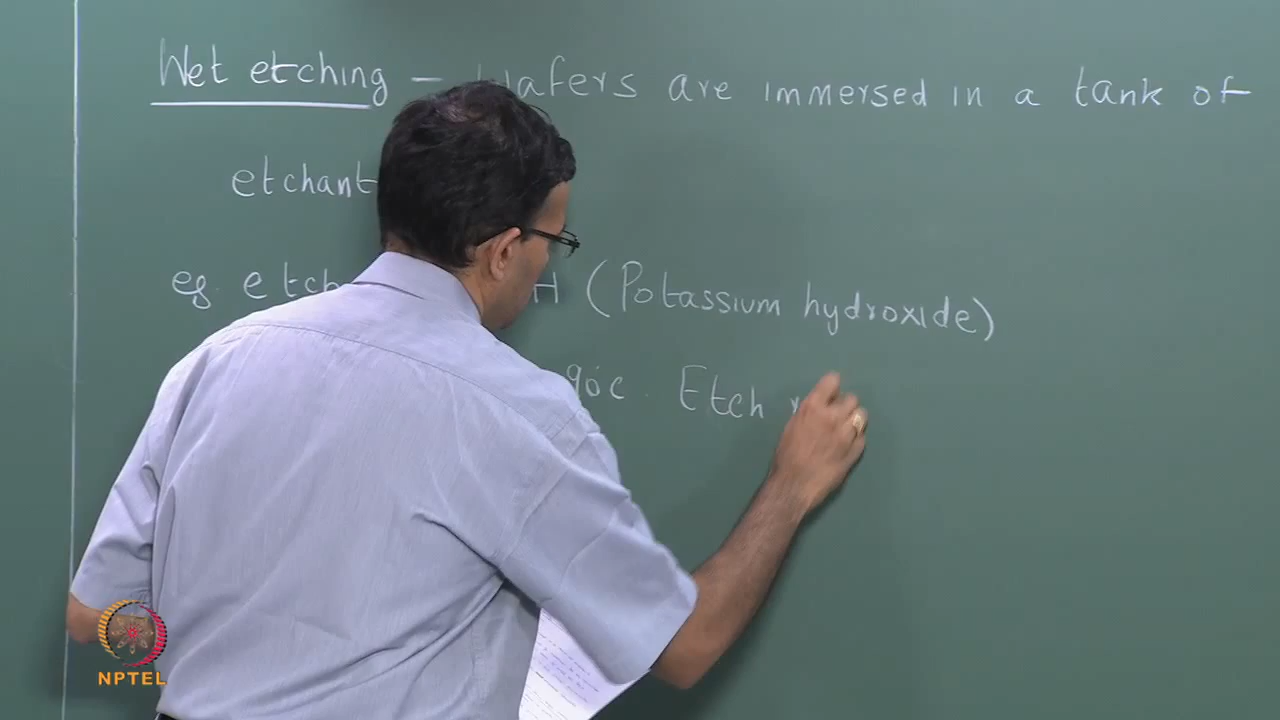 Wet etching - Wafers are immersed in a tank of
etchant
eg. etch H (Potassium hydroxide)
90°C. Etch
NPTEL